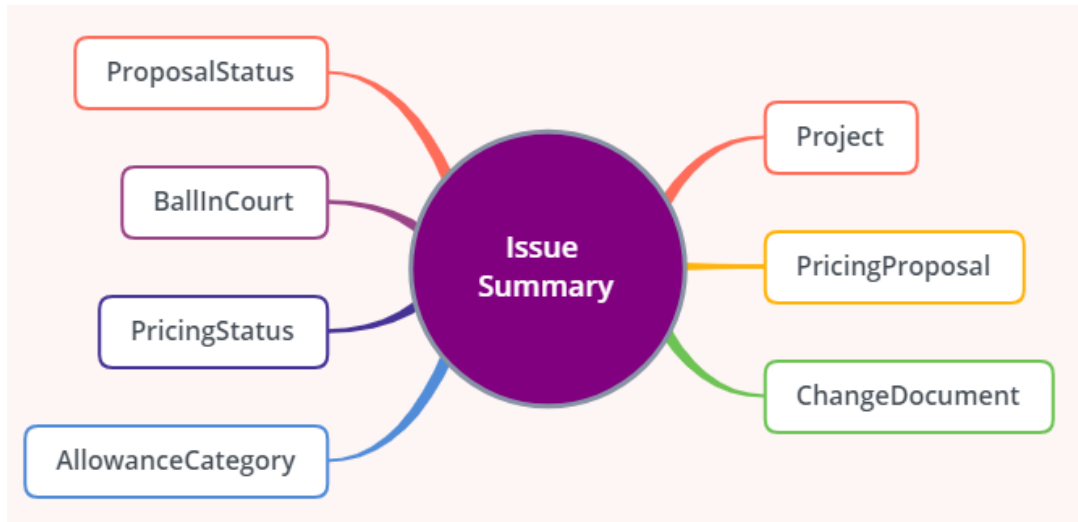 ProposalStatus
BallInCourt
PricingStatus
AllowanceCategory
Issue
Summary
Project
PricingProposal
ChangeDocument